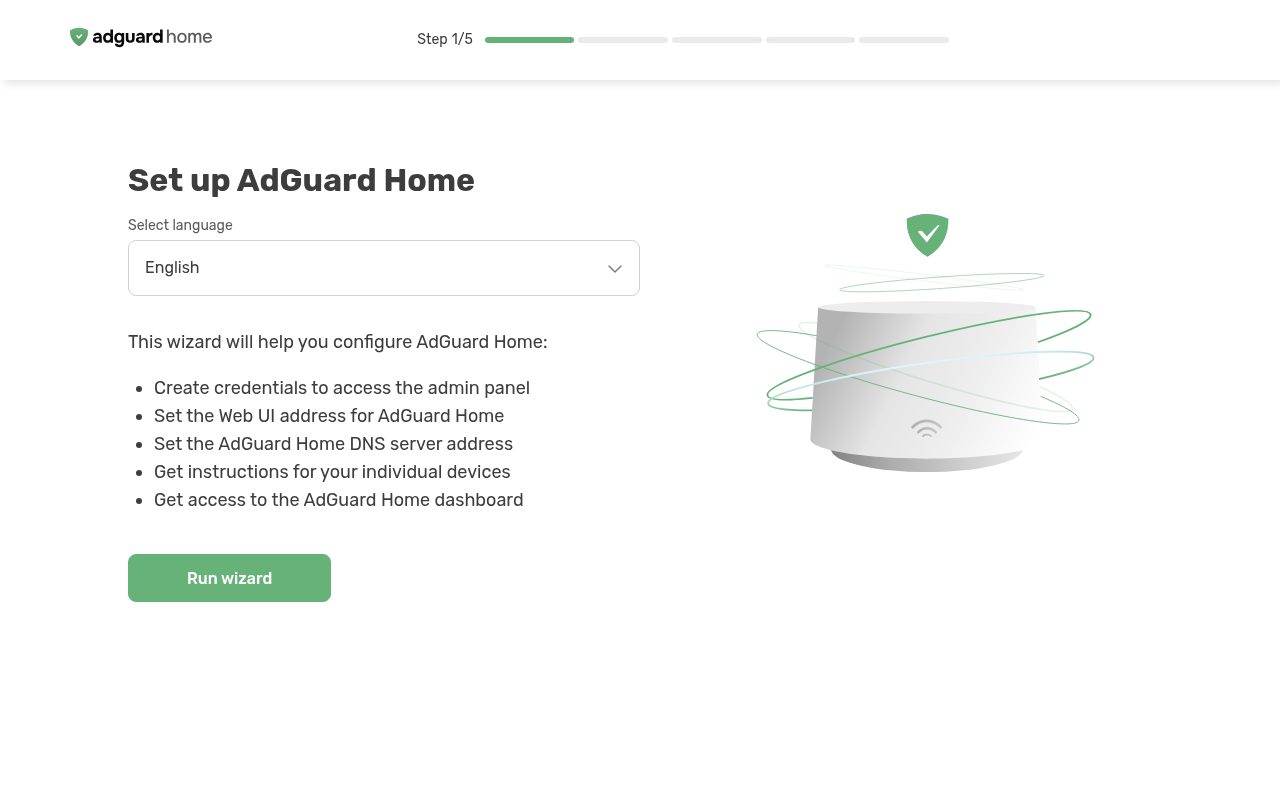 adguard home
Step 1/5
Set up AdGuard Home
Select language
English
This wizard will help you configure AdGuard Home:
Create credentials to access the admin panel
Set the Web UI address for AdGuard Home
Set the AdGuard Home DNS server address
Get instructions for your individual devices
Get access to the AdGuard Home dashboard
Run wizard